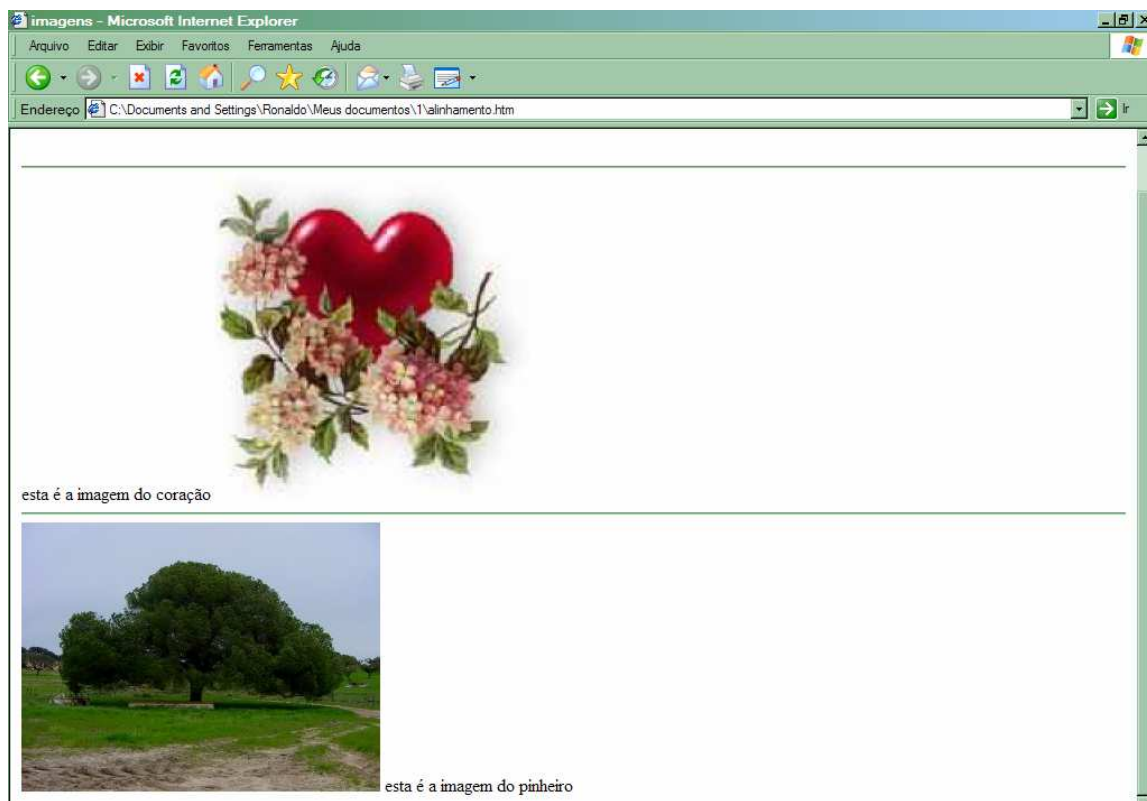 imagens - Microsoft Internet Explorer
Arquivo Editar Exibir Favoritos Ferramentas Ajuda
Endereço C:\Documents and Settings\Ronaldo\Meus documentos\1\alinhamento.htm Ir
esta é a imagem do coração
esta é a imagem do pinheiro